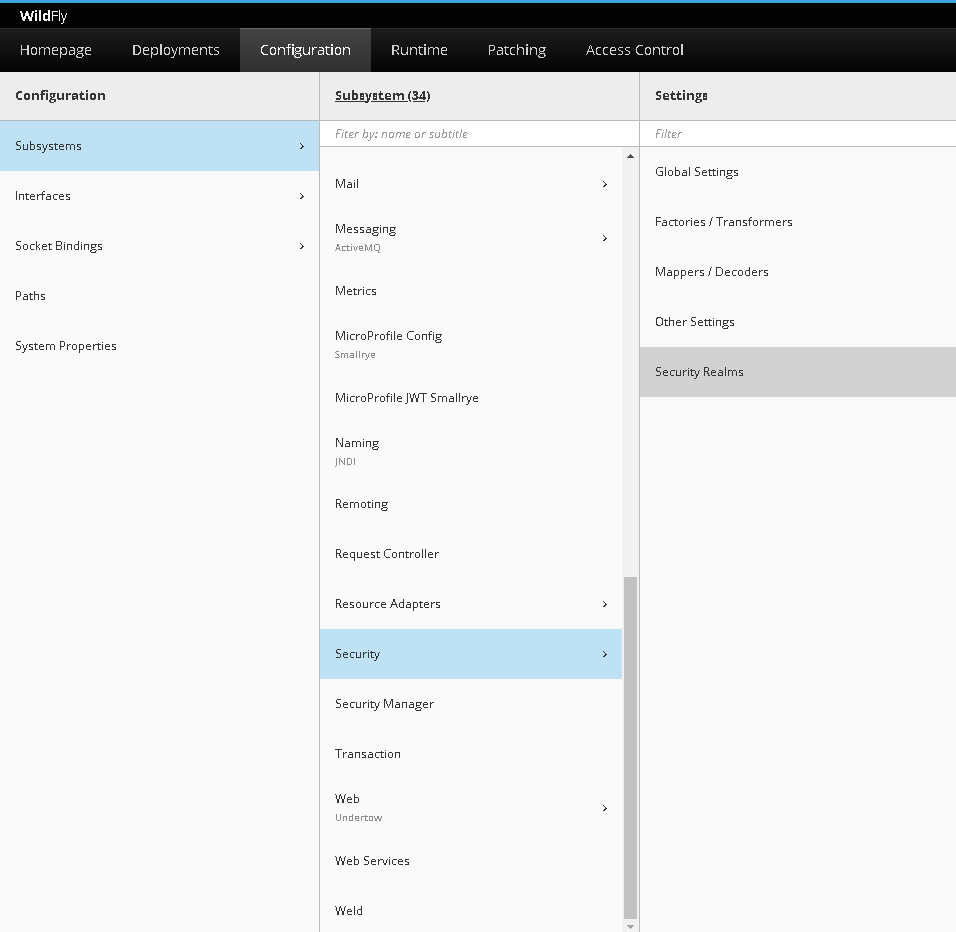 WildFly
Homepage Deployments Configuration Runtime Patching Access Control
Configuration
Subsystems
Interfaces
Socket Bindings
Paths
System Properties
Subsystem (34)
Fiter by: name or subtitle
Mail
Messaging
ActiveMQ
Metrics
MicroProfile Config
Smallrye
MicroProfile JWT Smallrye
Naming
JNDI
Remoting
Request Controller
Resource Adapters
Security
Security Manager
Transaction
Web
Undertow
Web Services
Weld
Settings
Filter
Global Settings
Factories / Transformers
Mappers / Decoders
Other Settings
Security Realms